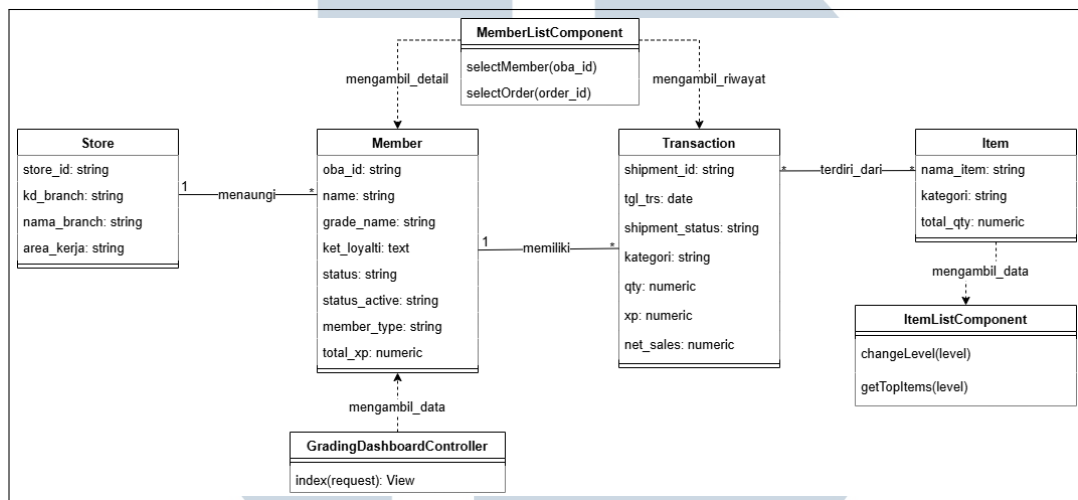 MemberListComponent
selectMember(oba_id)
selectOrder(order_id)
mengambil_detail
mengambil_riwayat
Store
store_id: string
kd_branch: string
nama_branch: string
area_kerja: string
1
menaungi
*
Member
oba_id: string
name: string
grade_name: string
ket_loyalti: text
status: string
status_active: string
member_type: string
total_xp: numeric
1
memiliki
*
Transaction
shipment_id: string
tgl_trs: date
shipment_status: string
kategori: string
qty: numeric
xp: numeric
net_sales: numeric
*
terdiri_dari
*
Item
nama_item: string
kategori: string
total_qty: numeric
mengambil_data
ItemListComponent
changeLevel(level)
getTopItems(level)
mengambil_data
GradingDashboardController
index(request): View